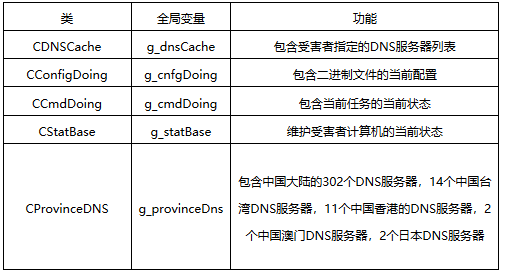 类 全局变量 功能
CDNSCache g_dnsCache 包含受害者指定的DNS服务器列表
CConfigDoing g_cnfgDoing 包含二进制文件的当前配置
CCmdDoing g_cmdDoing 包含当前任务的当前状态
CStatBase g_statBase 维护受害者计算机的当前状态
CProvinceDNS g_provinceDns 包含中国大陆的302个DNS服务器，14个中国台
湾DNS服务器，11个中国香港的DNS服务器，2
个中国澳门DNS服务器，2个日本DNS服务器